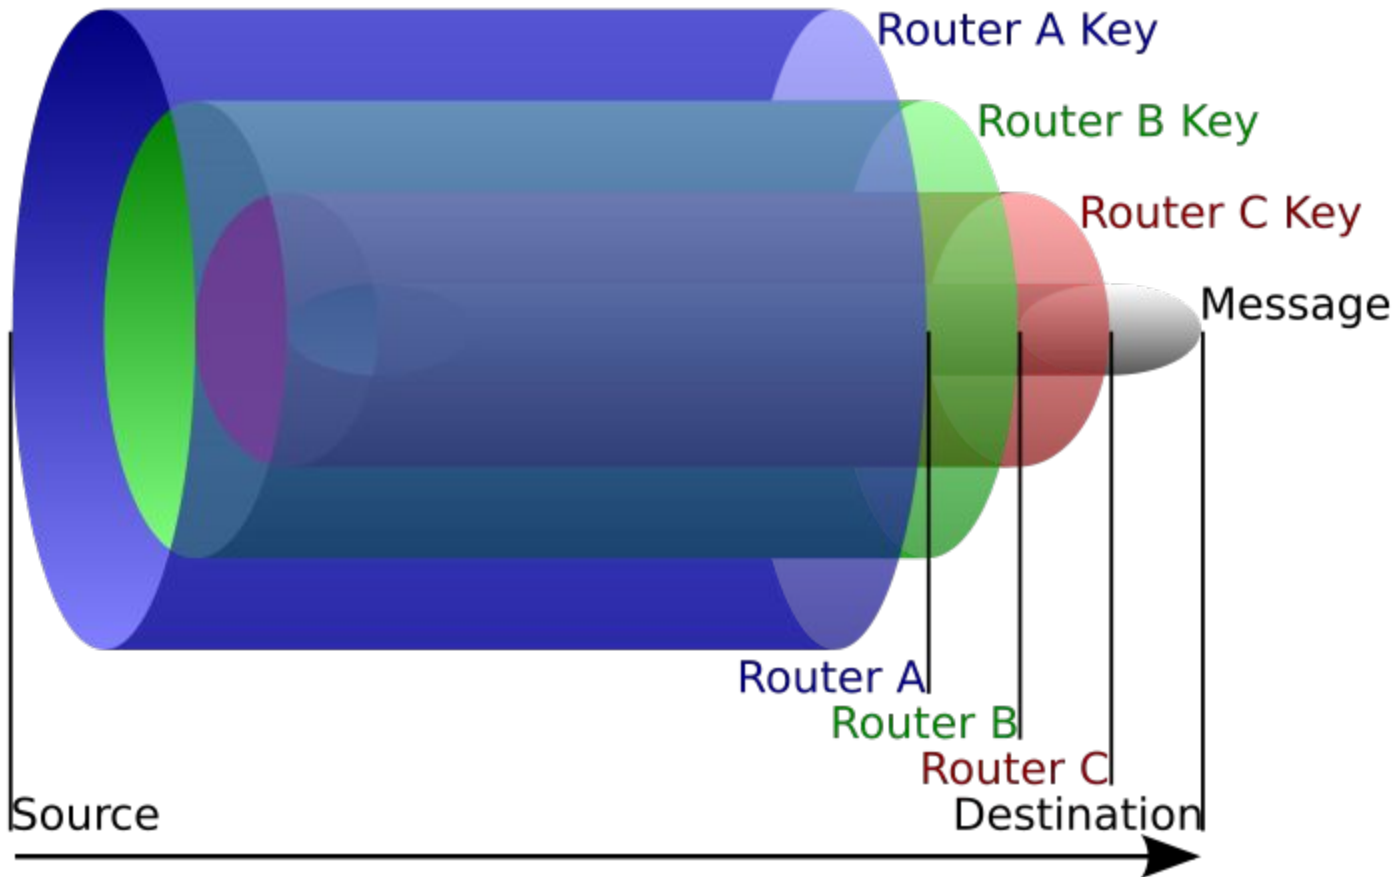 Router A Key
Router B Key
Router C Key
Message
Router A
Router B
Router C
Source
Destination